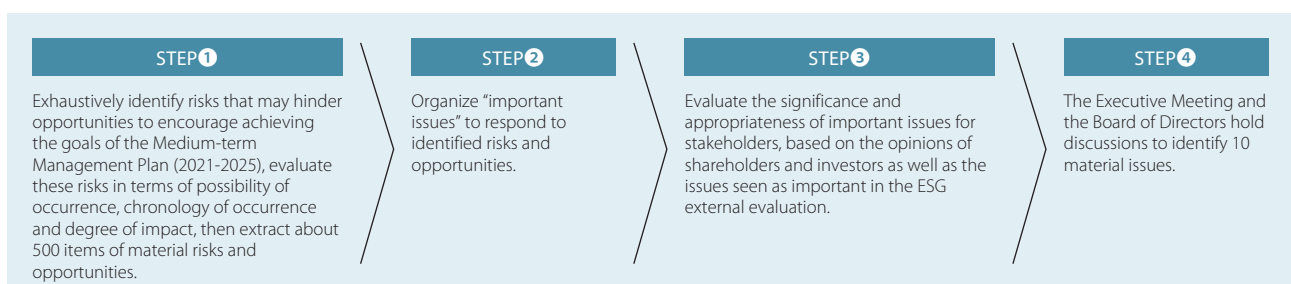 STEP❶
Exhaustively identify risks that may hinder
opportunities to encourage achieving
the goals of the Medium-term
Management Plan (2021-2025), evaluate
these risks in terms of possibility of
occurrence, chronology of occurrence
and degree of impact, then extract about
500 items of material risks and
opportunities.
STEP❷
Organize “important
issues” to respond to
identified risks and
opportunities.
STEP❸
Evaluate the significance and
appropriateness of important issues for
stakeholders, based on the opinions of
shareholders and investors as well as the
issues seen as important in the ESG
external evaluation.
STEP❹
The Executive Meeting and
the Board of Directors hold
discussions to identify 10
material issues.